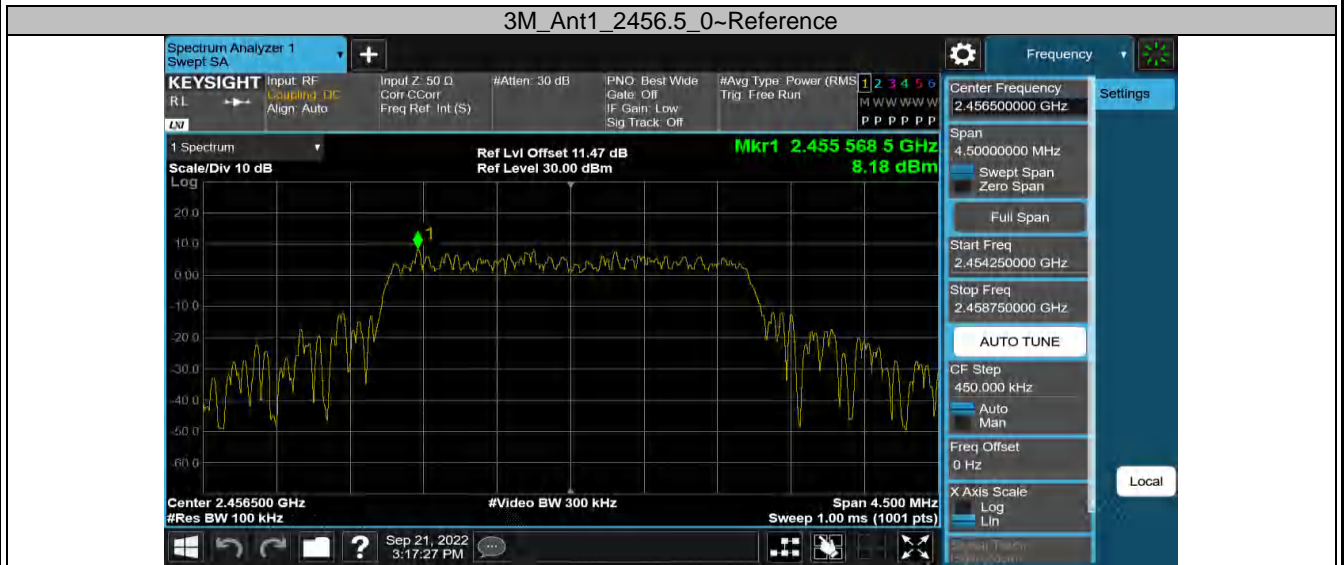 3M_Ant1_2456.5_0~Reference
Spectrum Analyzer 1
Swept SA
+
Frequency
KEYSIGHT
RL
LXI
Input: RF
Coupling: DC
Align: Auto
Input Z: 50 Ω
Corr CCorr
Freq Ref: Int (S)
#Atten: 30 dB
PNO: Best Wide
Gate: Off
IF Gain: Low
Sig Track: Off
#Avg Type: Power (RMS
Trig: Free Run
1 2 3 4 5 6
M W W W W W
P P P P P P
Center Frequency
2.456500000 GHz
Settings
Span
4.50000000 MHz
Swept Span
Zero Span
Full Span
Start Freq
2.454250000 GHz
Stop Freq
2.458750000 GHz
AUTO TUNE
CF Step
450.000 kHz
Auto
Man
Freq Offset
0 Hz
X Axis Scale
Log
Lin
Local
1 Spectrum
Scale/Div 10 dB
Log
Ref Lvl Offset 11.47 dB
Ref Level 30.00 dBm
Mkr1 2.455 568 5 GHz
8.18 dBm
20.0
10.0
0.00
-10.0
-20.0
-30.0
-40.0
-50.0
-60.0
1
Center 2.456500 GHz
#Res BW 100 kHz
#Video BW 300 kHz
Span 4.500 MHz
Sweep 1.00 ms (1001 pts)
?
Sep 21, 2022
3:17:27 PM